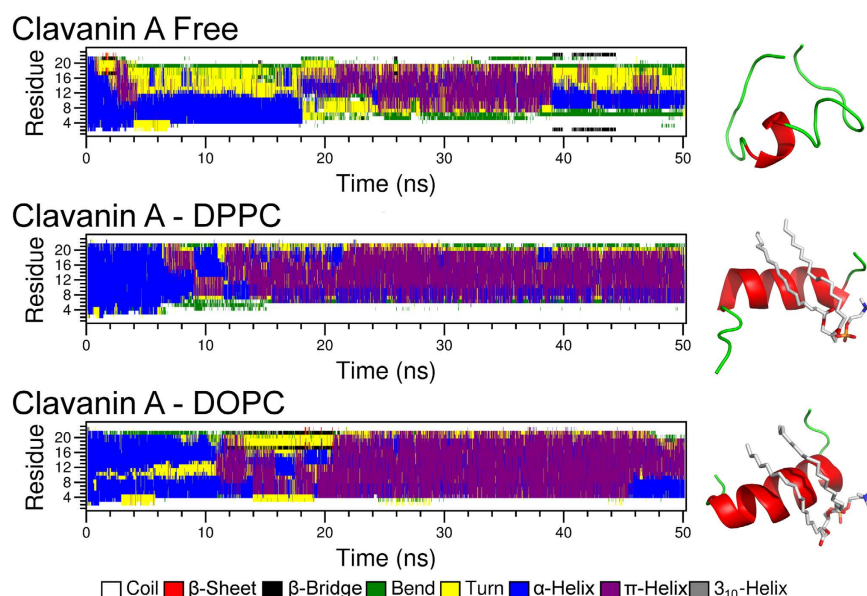 Clavanin A Free
Residue
20
16
12
8
4
0 10 20 30 40 50
Time (ns)
Clavanin A - DPPC
Residue
20
16
12
8
4
0 10 20 30 40 50
Time (ns)
Clavanin A - DOPC
Residue
20
16
12
8
4
0 10 20 30 40 50
Time (ns)
Coil β-Sheet β-Bridge Bend Turn α-Helix π-Helix 3₁₀-Helix